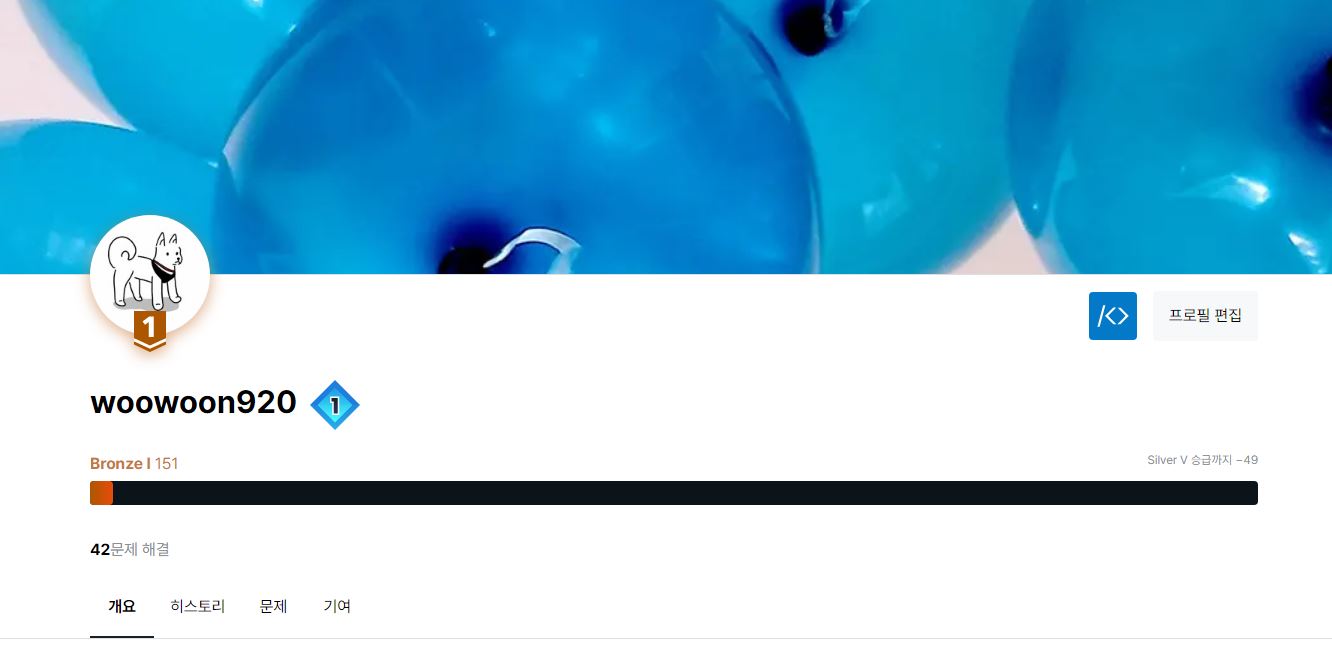 1
/<>
프로필 편집
woowoon920 1
Bronze I 151
Silver V 승급까지 −49
42문제 해결
개요 히스토리 문제 기여